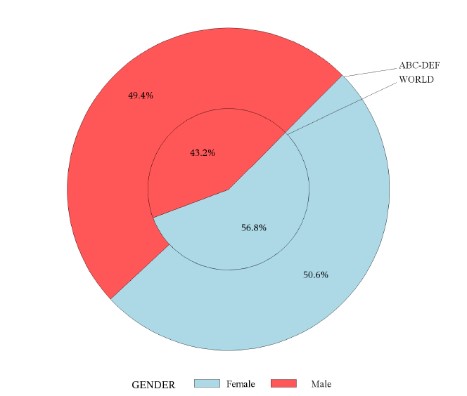 ABC-DEF
WORLD
49.4%
43.2%
56.8%
50.6%
GENDER Female Male